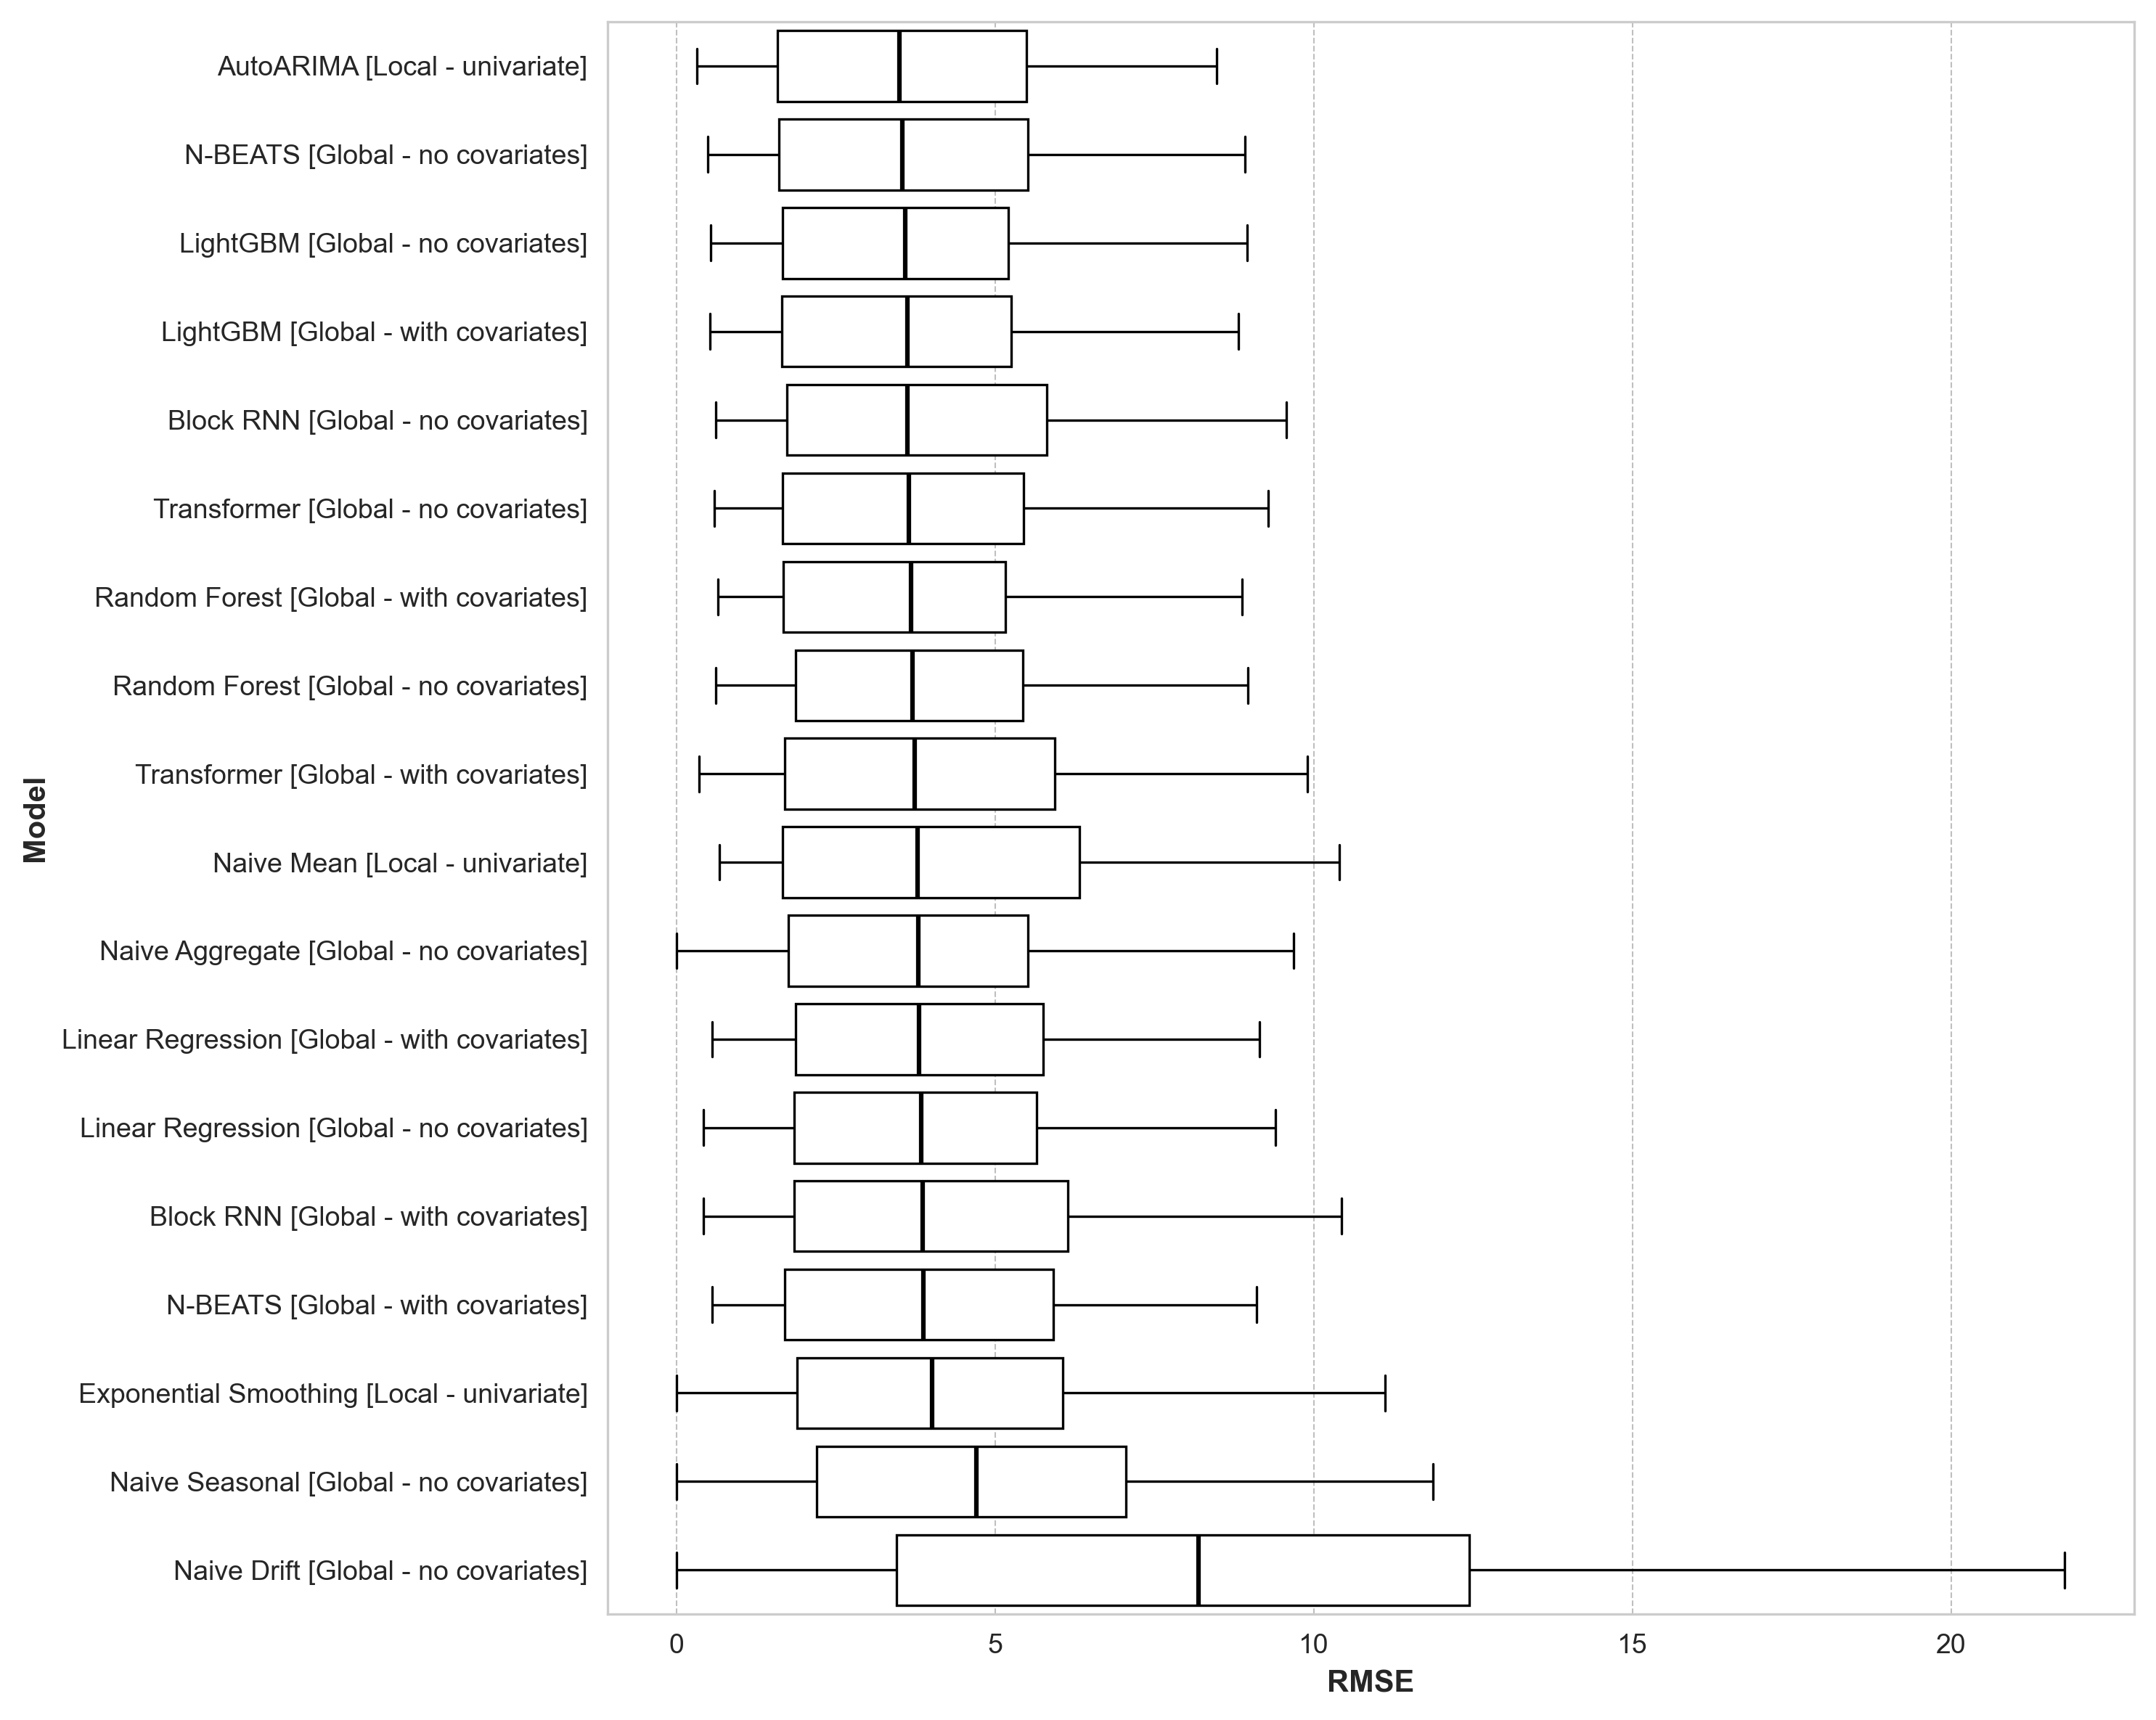 AutoARIMA [Local - univariate]
N-BEATS [Global - no covariates]
LightGBM [Global - no covariates]
LightGBM [Global - with covariates]
Block RNN [Global - no covariates]
Transformer [Global - no covariates]
Random Forest [Global - with covariates]
Random Forest [Global - no covariates]
Transformer [Global - with covariates]
Naive Mean [Local - univariate]
Naive Aggregate [Global - no covariates]
Linear Regression [Global - with covariates]
Linear Regression [Global - no covariates]
Block RNN [Global - with covariates]
N-BEATS [Global - with covariates]
Exponential Smoothing [Local - univariate]
Naive Seasonal [Global - no covariates]
Naive Drift [Global - no covariates]
Model
0 5 10 15 20
RMSE